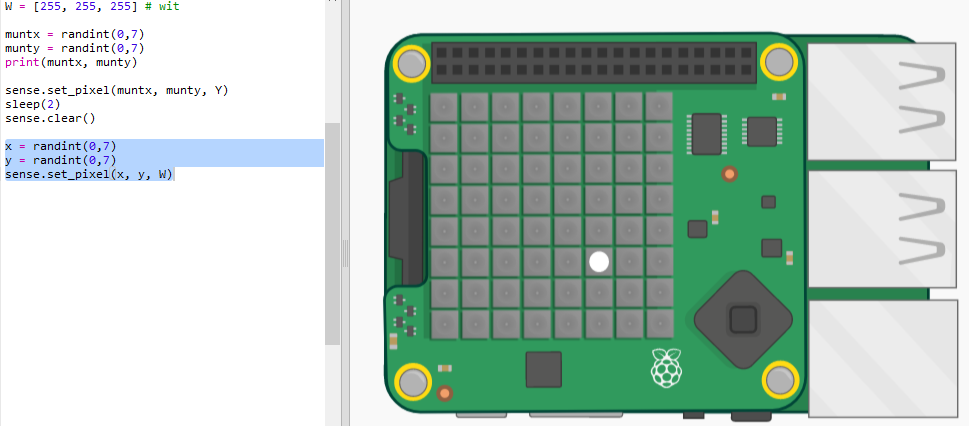 W = [255, 255, 255] # wit
muntx = randint(0,7)
munty = randint(0,7)
print(muntx, munty)
sense.set_pixel(muntx, munty, Y)
sleep(2)
sense.clear()
x = randint(0,7)
y = randint(0,7)
sense.set_pixel(x, y, W)